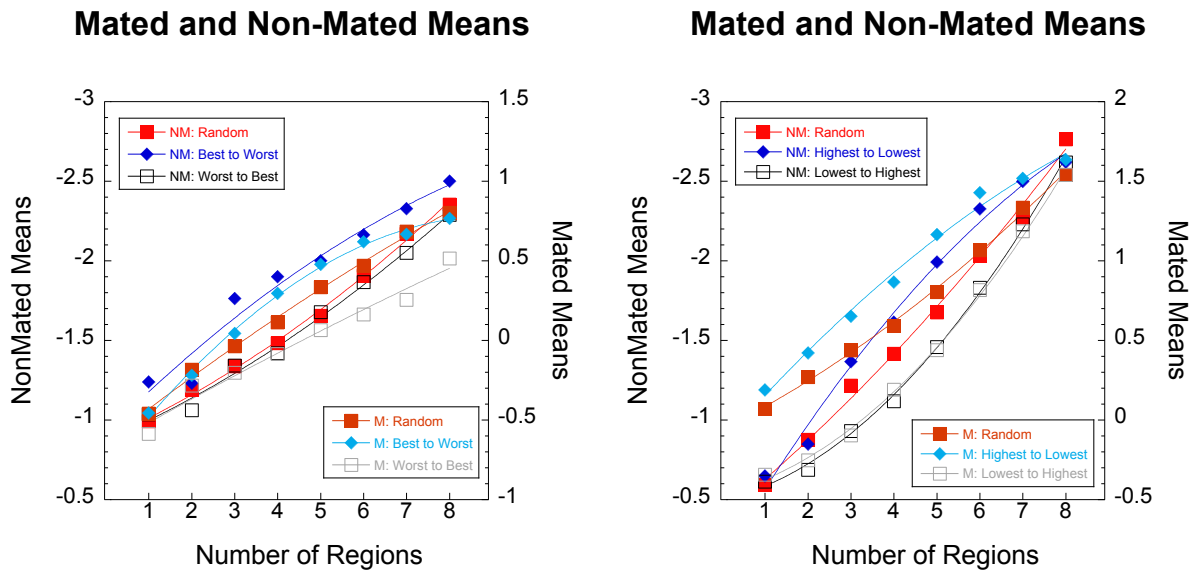 Mated and Non-Mated Means
-3
-2.5
-2
-1.5
-1
-0.5
NonMated Means
1.5
1
0.5
0
-0.5
-1
Mated Means
NM: Random
NM: Best to Worst
NM: Worst to Best
M: Random
M: Best to Worst
M: Worst to Best
1 2 3 4 5 6 7 8
Number of Regions
Mated and Non-Mated Means
-3
-2.5
-2
-1.5
-1
-0.5
NonMated Means
2
1.5
1
0.5
0
-0.5
Mated Means
NM: Random
NM: Highest to Lowest
NM: Lowest to Highest
M: Random
M: Highest to Lowest
M: Lowest to Highest
1 2 3 4 5 6 7 8
Number of Regions